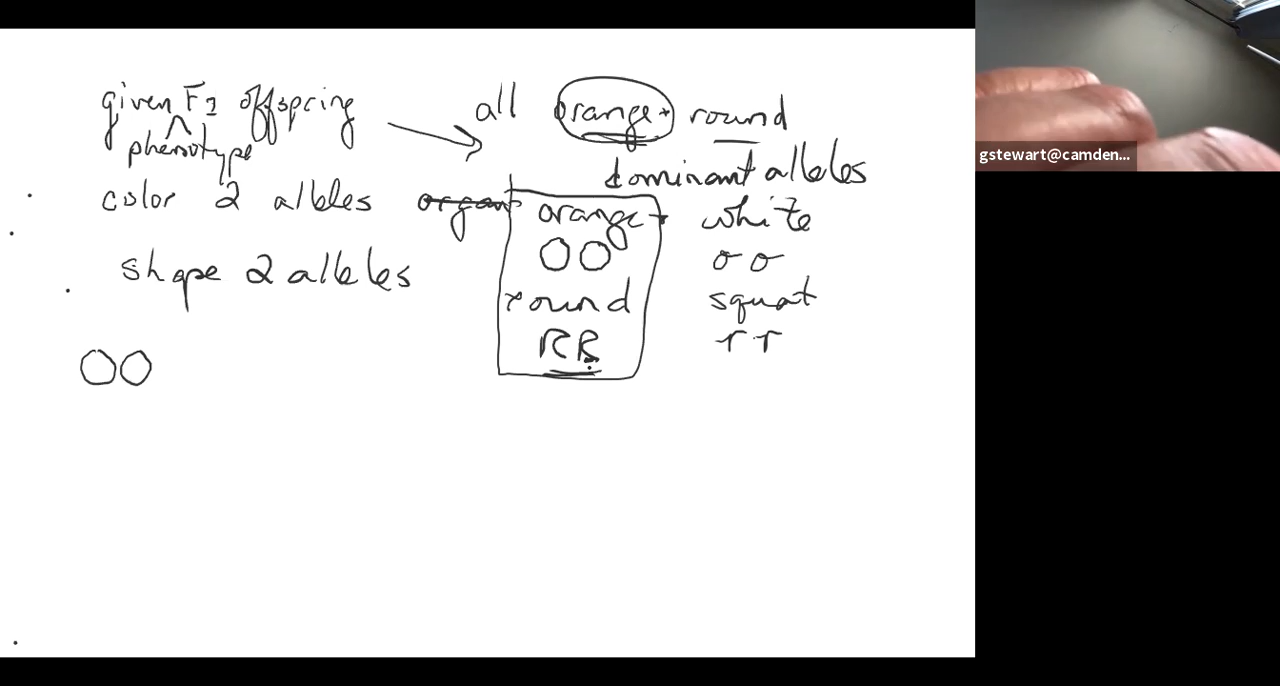 given F1 offspring all orange + round
phenotype dominant alleles
color 2 alleles organ orange + white
OO oo
shape 2 alleles round squat
RR rr
OO
gstewart@camden...